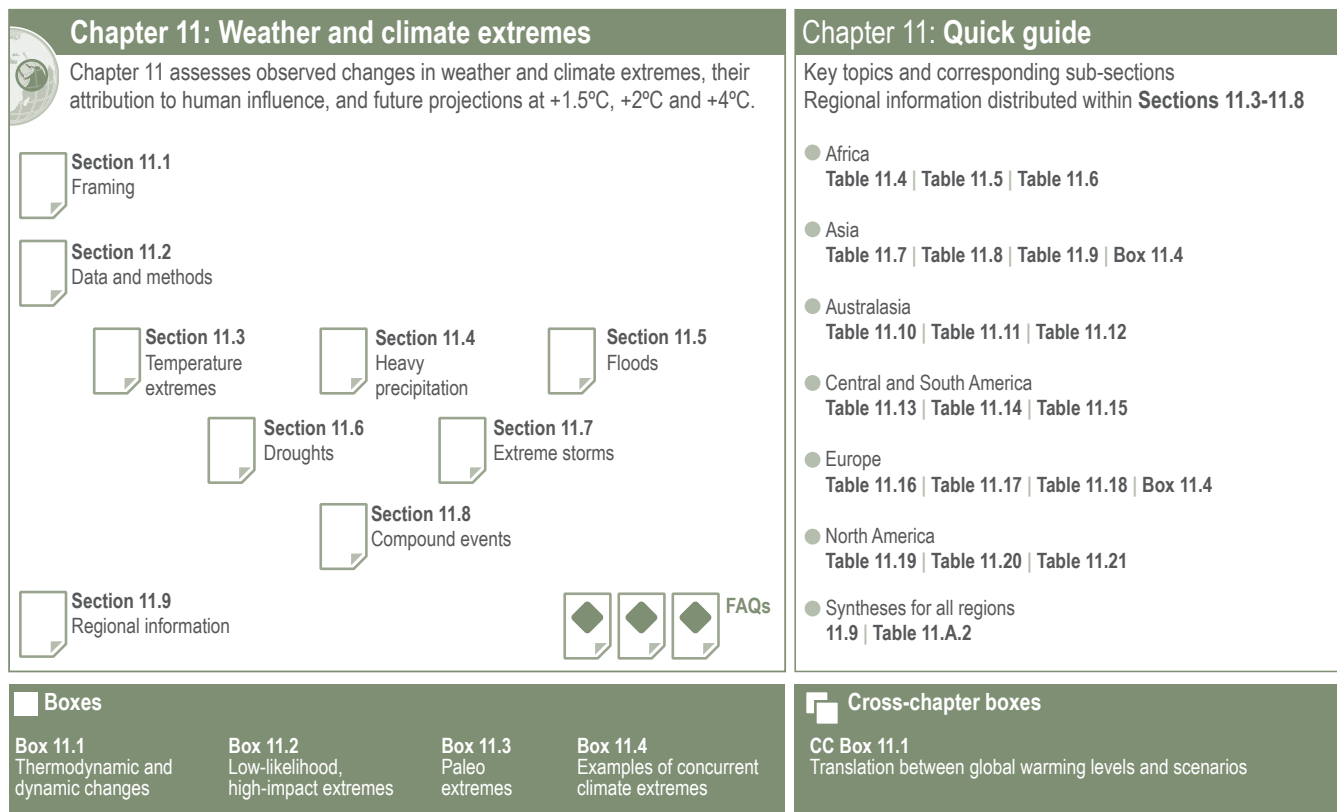 Chapter 11: Weather and climate extremes
Chapter 11 assesses observed changes in weather and climate extremes, their
attribution to human influence, and future projections at +1.5ºC, +2ºC and +4ºC.
Section 11.1
Framing
Section 11.2
Data and methods
Section 11.3
Temperature
extremes
Section 11.4
Heavy
precipitation
Section 11.5
Floods
Section 11.6
Droughts
Section 11.7
Extreme storms
Section 11.8
Compound events
Section 11.9
Regional information
FAQs
Chapter 11: Quick guide
Key topics and corresponding sub-sections
Regional information distributed within Sections 11.3-11.8
Africa
Table 11.4 | Table 11.5 | Table 11.6
Asia
Table 11.7 | Table 11.8 | Table 11.9 | Box 11.4
Australasia
Table 11.10 | Table 11.11 | Table 11.12
Central and South America
Table 11.13 | Table 11.14 | Table 11.15
Europe
Table 11.16 | Table 11.17 | Table 11.18 | Box 11.4
North America
Table 11.19 | Table 11.20 | Table 11.21
Syntheses for all regions
11.9 | Table 11.A.2
Boxes
Box 11.1
Thermodynamic and
dynamic changes
Box 11.2
Low-likelihood,
high-impact extremes
Box 11.3
Paleo
extremes
Box 11.4
Examples of concurrent
climate extremes
Cross-chapter boxes
CC Box 11.1
Translation between global warming levels and scenarios